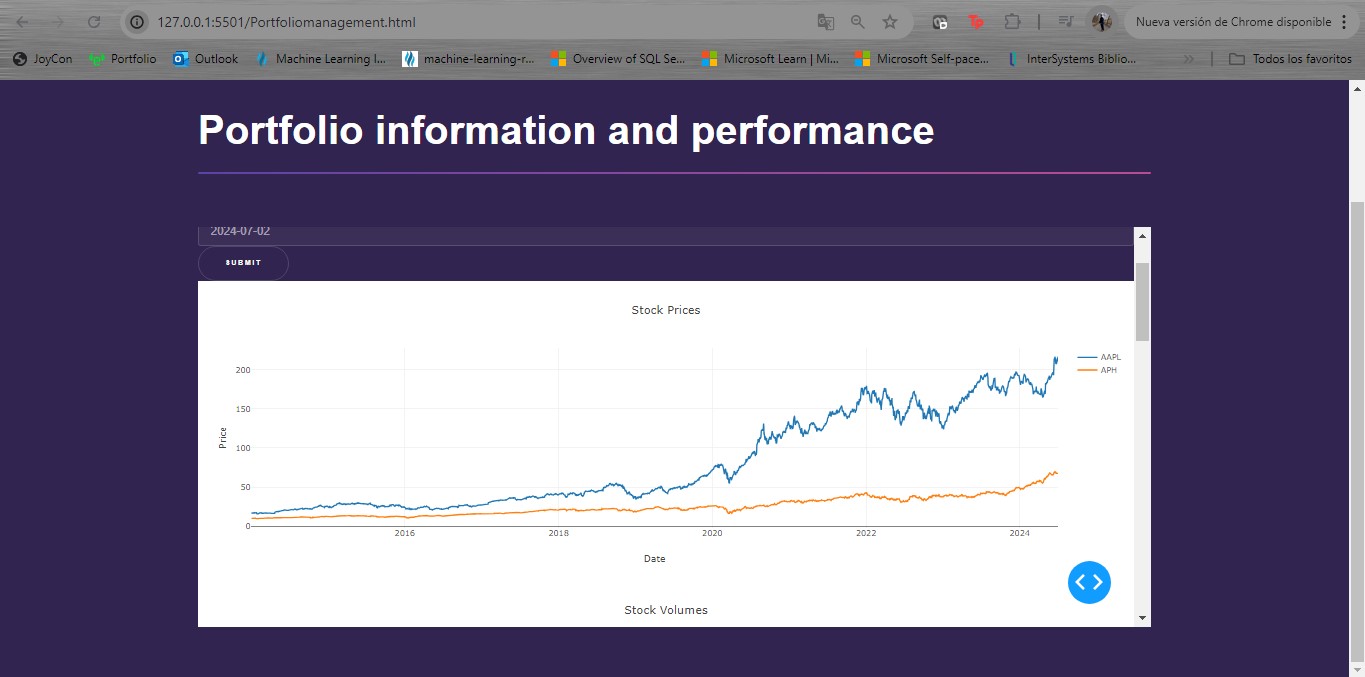 127.0.0.1:5501/Portfoliomanagement.html
Nueva versión de Chrome disponible
JoyCon
Portfolio
Outlook
Machine Learning I...
machine-learning-r...
Overview of SQL Se...
Microsoft Learn | Mi...
Microsoft Self-pace...
InterSystems Biblio...
Todos los favoritos
Portfolio information and performance
2024-07-02
SUBMIT
Stock Prices
AAPL
APH
200
150
100
50
0
Price
2016
2018
2020
2022
2024
Date
Stock Volumes